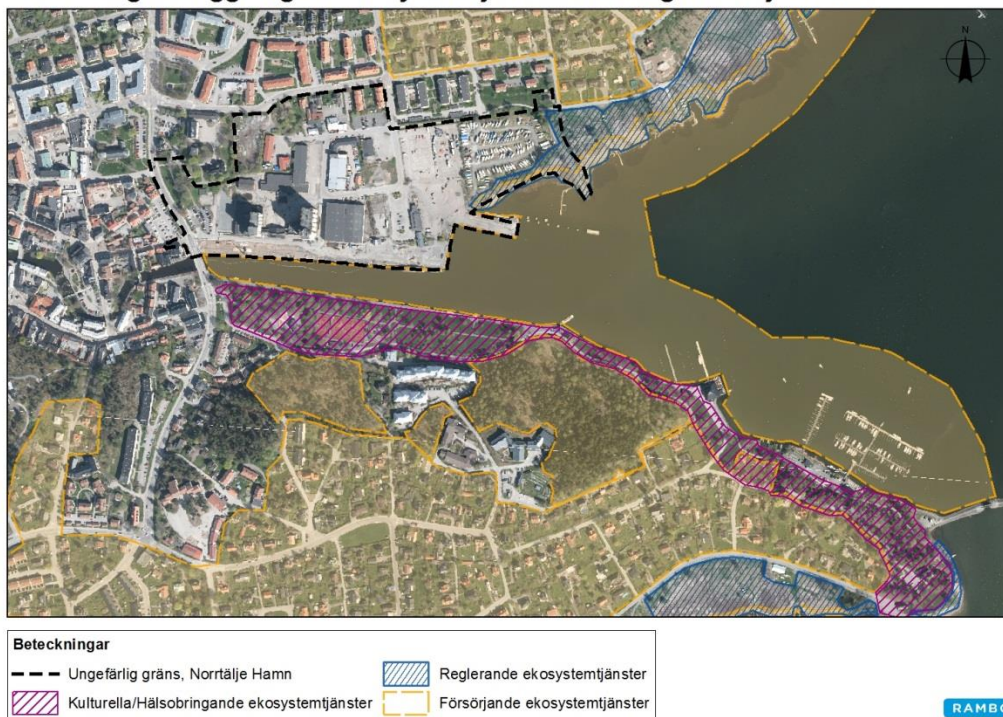 N
Beteckningar
Ungefärlig gräns, Norrtälje Hamn
Reglerande ekosystemtjänster
Kulturella/Hälsobringande ekosystemtjänster
Försörjande ekosystemtjänster